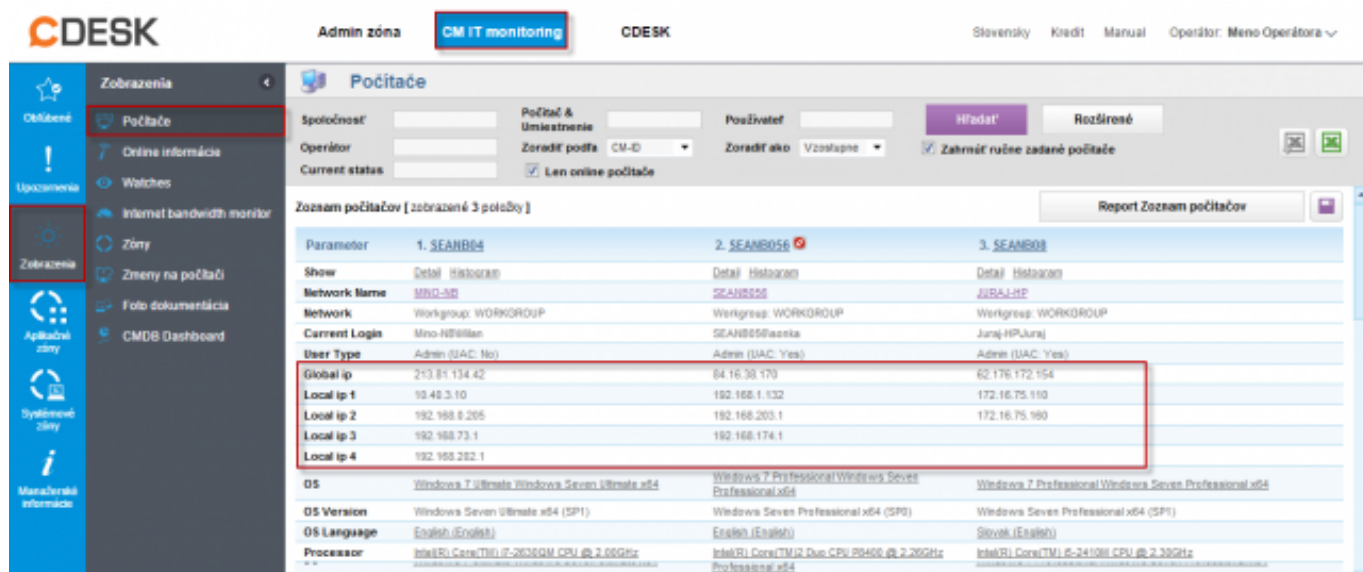 CDESK
Admin zóna CM IT monitoring CDESK Slovensky Kredit Manual Operátor: Meno Operátora
Obľúbené
Upozornenia
Zobrazenia
Aplikačné zóny
Systémové zóny
Manažerské informácie
Zobrazenia
Počítače
Online informácie
Watches
Internet bandwidth monitor
Zóny
Zmeny na počítači
Foto dokumentácia
CMDB Dashboard
Počítače
Spoločnosť Počítač & Umiestnenie Používateľ Hľadať Rozšírené
Operátor Zoradiť podľa CM-ID Zoradiť ako Vzostupne Zahrnúť ručne zadané počítače
Current status Len online počítače
Zoznam počítačov [ zobrazené 3 položky ] Report Zoznam počítačov
Parameter 1. SEANB04 2. SEANB056 3. SEANB08
Show Detail Histogram Detail Histogram Detail Histogram
Network Name MINO-NB SEANB056 JURAJ-HP
Network Workgroup: WORKGROUP Workgroup: WORKGROUP Workgroup: WORKGROUP
Current Login Juraj-HP\Juraj
User Type Admin (UAC: No) Admin (UAC: Yes) Admin (UAC: Yes)
Global ip 213.81.134.42 84.16.38.170 62.176.172.154
Local ip 1 10.40.3.10 192.168.1.132 172.16.75.110
Local ip 2 192.168.0.205 192.168.203.1 172.16.75.160
Local ip 3 192.168.73.1 192.168.174.1
Local ip 4 192.168.202.1
OS Windows 7 Ultimate Windows Seven Ultimate x64 Windows 7 Professional Windows Seven Professional x64 Windows 7 Professional Windows Seven Professional x64
OS Version Windows Seven Ultimate x64 (SP1) Windows Seven Professional x64 (SP0) Windows Seven Professional x64 (SP1)
OS Language English (English) English (English) Slovak (English)
Processor Intel(R) Core(TM) i7-2630QM CPU @ 2.00GHz Intel(R) Core(TM)2 Duo CPU P8400 @ 2.26GHz Intel(R) Core(TM) i5-2410M CPU @ 2.30GHz